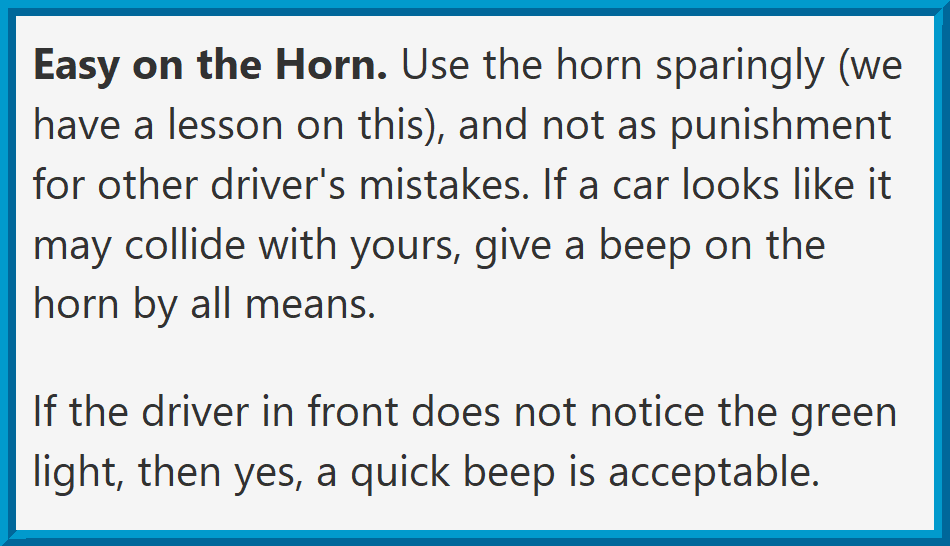 Easy on the Horn. Use the horn sparingly (we
have a lesson on this), and not as punishment
for other driver's mistakes. If a car looks like it
may collide with yours, give a beep on the
horn by all means.
If the driver in front does not notice the green
light, then yes, a quick beep is acceptable.